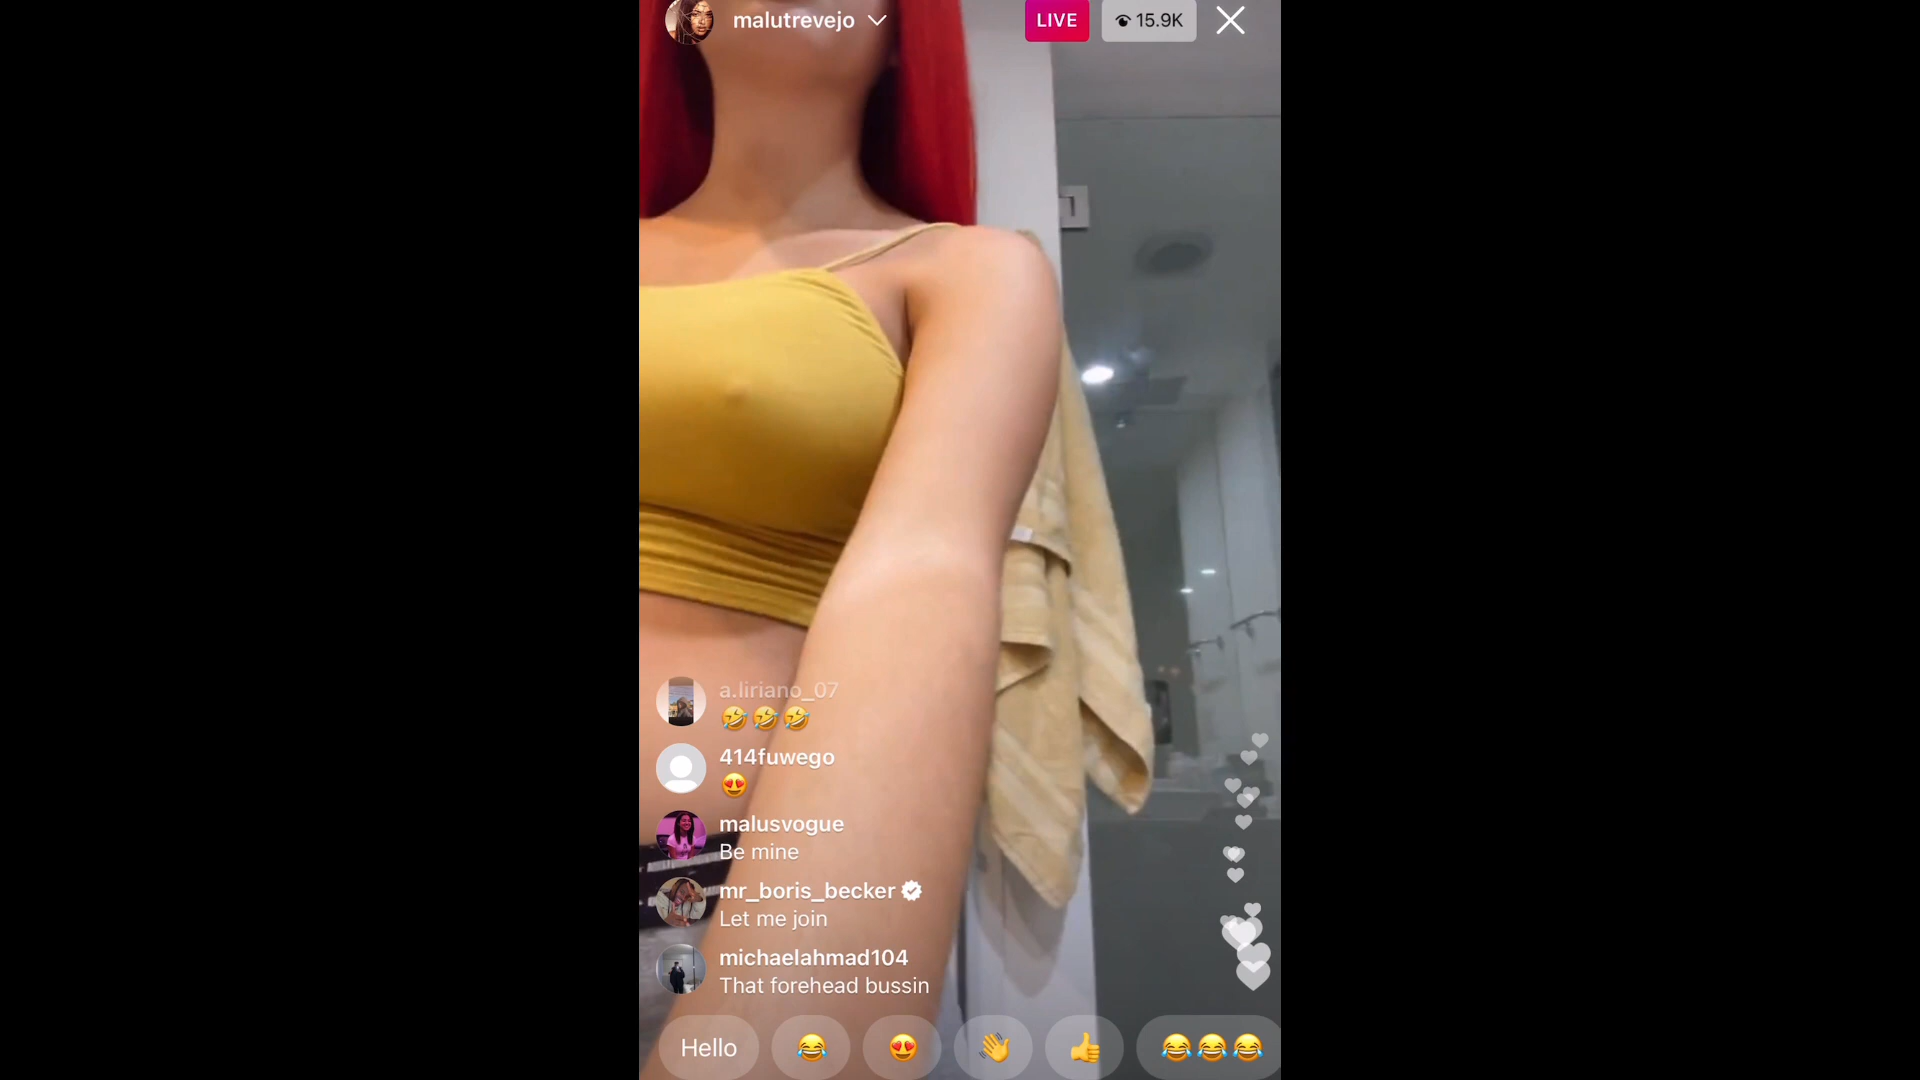 malutrevejo
LIVE
15.9K
a.liriano_07
🤣🤣🤣
414fuwego
😍
malusvogue
Be mine
mr_boris_becker
Let me join
michaelahmad104
That forehead bussin
Hello 😂 😍 👋 👍 😂😂😂